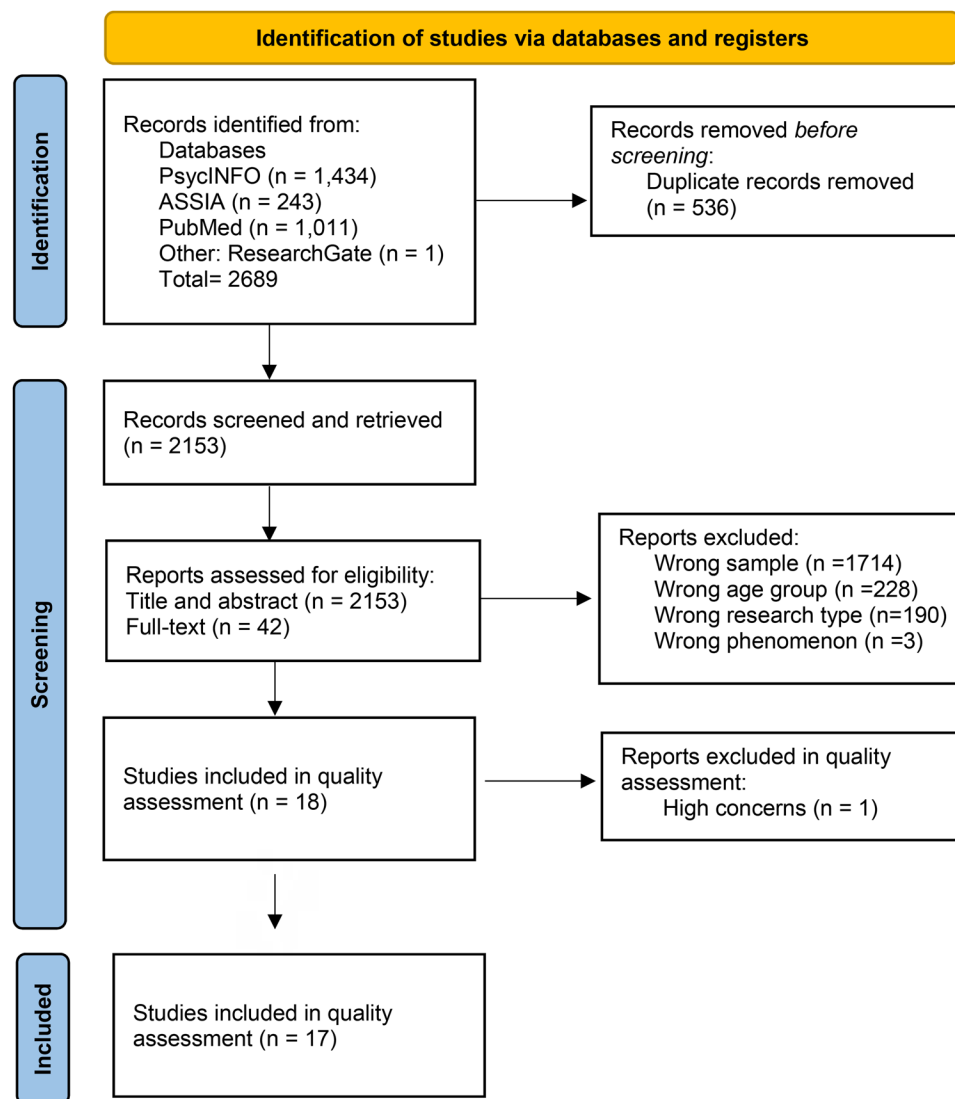 Identification of studies via databases and registers
Identification
Records identified from:
Databases
PsycINFO (n = 1,434)
ASSIA (n = 243)
PubMed (n = 1,011)
Other: ResearchGate (n = 1)
Total= 2689
Records removed before
screening:
Duplicate records removed
(n = 536)
Screening
Records screened and retrieved
(n = 2153)
Reports assessed for eligibility:
Title and abstract (n = 2153)
Full-text (n = 42)
Reports excluded:
Wrong sample (n =1714)
Wrong age group (n =228)
Wrong research type (n=190)
Wrong phenomenon (n =3)
Studies included in quality
assessment (n = 18)
Reports excluded in quality
assessment:
High concerns (n = 1)
Included
Studies included in quality
assessment (n = 17)